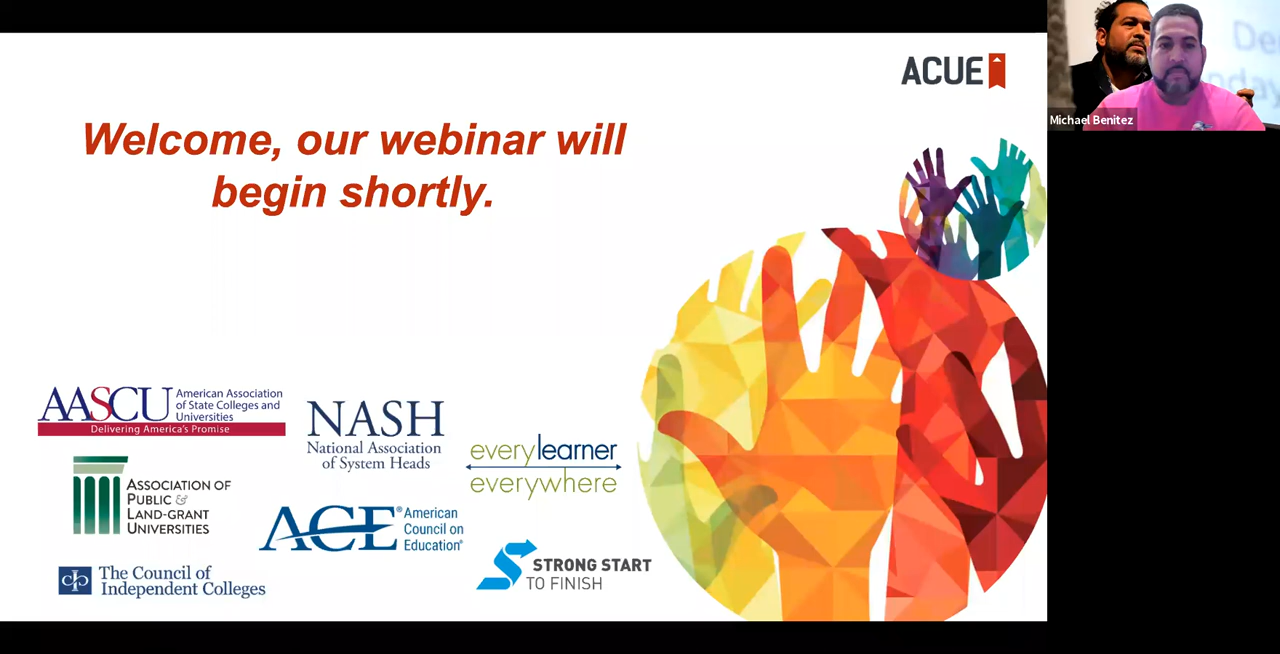 ACUE
Welcome, our webinar will
begin shortly.
Michael Benitez
De
nday
AASCU
American Association
of State Colleges and
Universities
Delivering America's Promise
NASH
National Association
of System Heads
everylearner
everywhere
ASSOCIATION OF
PUBLIC &
LAND-GRANT
UNIVERSITIES
ACE®
American
Council on
Education®
STRONG START
TO FINISH
The Council of
Independent Colleges